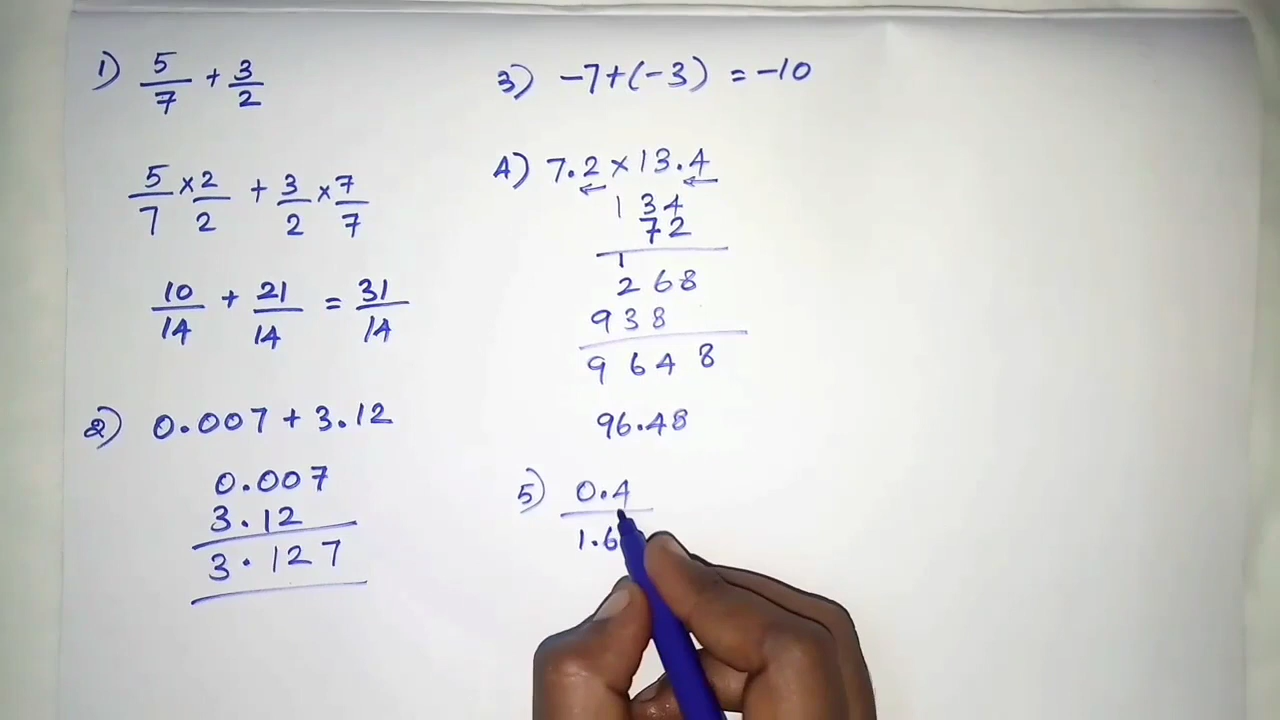 1) 5/7 + 3/2
5/7 × 2/2 + 3/2 × 7/7
10/14 + 21/14 = 31/14
2) 0.007 + 3.12
0.007
3.12
3.127
3) -7+(-3) = -10
4) 7.2 × 13.4
134
72
1
268
938
9648
96.48
5) 0.4
1.6